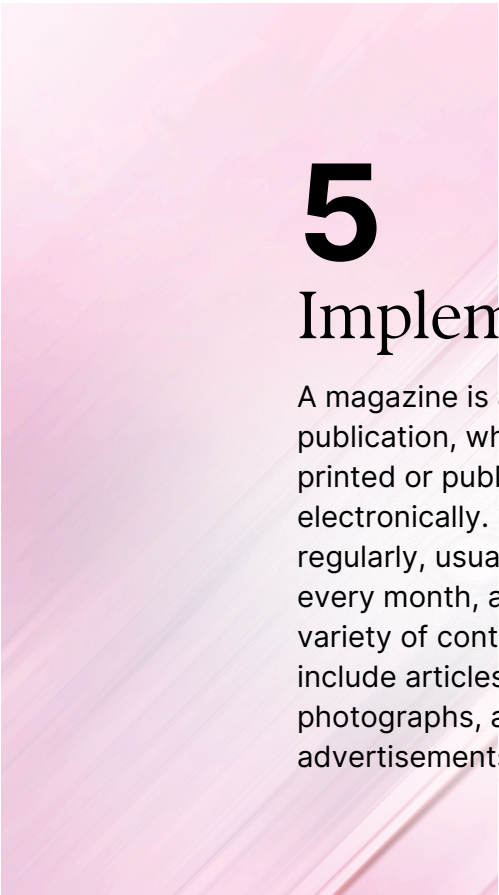 5
Implem
A magazine is
publication, wh
printed or publ
electronically.
regularly, usua
every month, a
variety of cont
include articles
photographs, a
advertisements